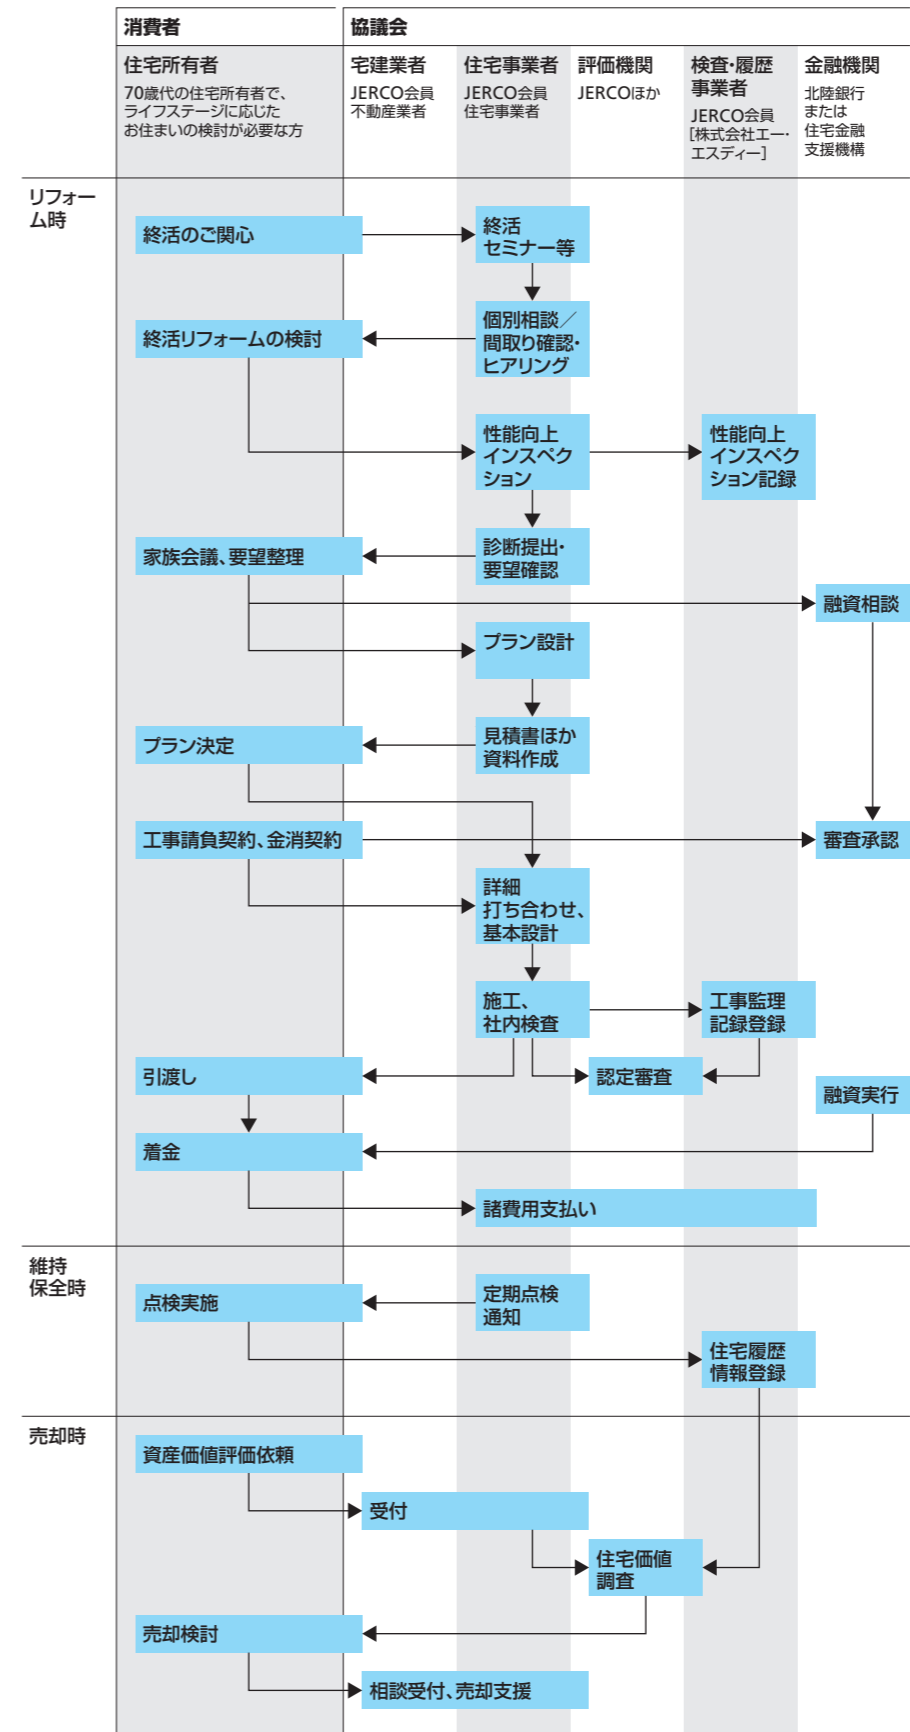 消費者
協議会
住宅所有者
70歳代の住宅所有者で、
ライフステージに応じた
お住まいの検討が必要な方
宅建業者
JERCO会員
不動産業者
住宅事業者
JERCO会員
住宅事業者
評価機関
JERCOほか
検査・履歴
事業者
JERCO会員
[株式会社エー・
エスディー]
金融機関
北陸銀行
または
住宅金融
支援機構
リフォー
ム時
終活のご関心
終活
セミナー等
個別相談／
間取り確認・
ヒアリング
終活リフォームの検討
性能向上
インスペク
ション
性能向上
インスペク
ション記録
診断提出・
要望確認
家族会議、要望整理
融資相談
プラン設計
見積書ほか
資料作成
プラン決定
工事請負契約、金消契約
審査承認
詳細
打ち合わせ、
基本設計
施工、
社内検査
工事監理
記録登録
引渡し
認定審査
融資実行
着金
諸費用支払い
維持
保全時
点検実施
定期点検
通知
住宅履歴
情報登録
売却時
資産価値評価依頼
受付
住宅価値
調査
売却検討
相談受付、売却支援